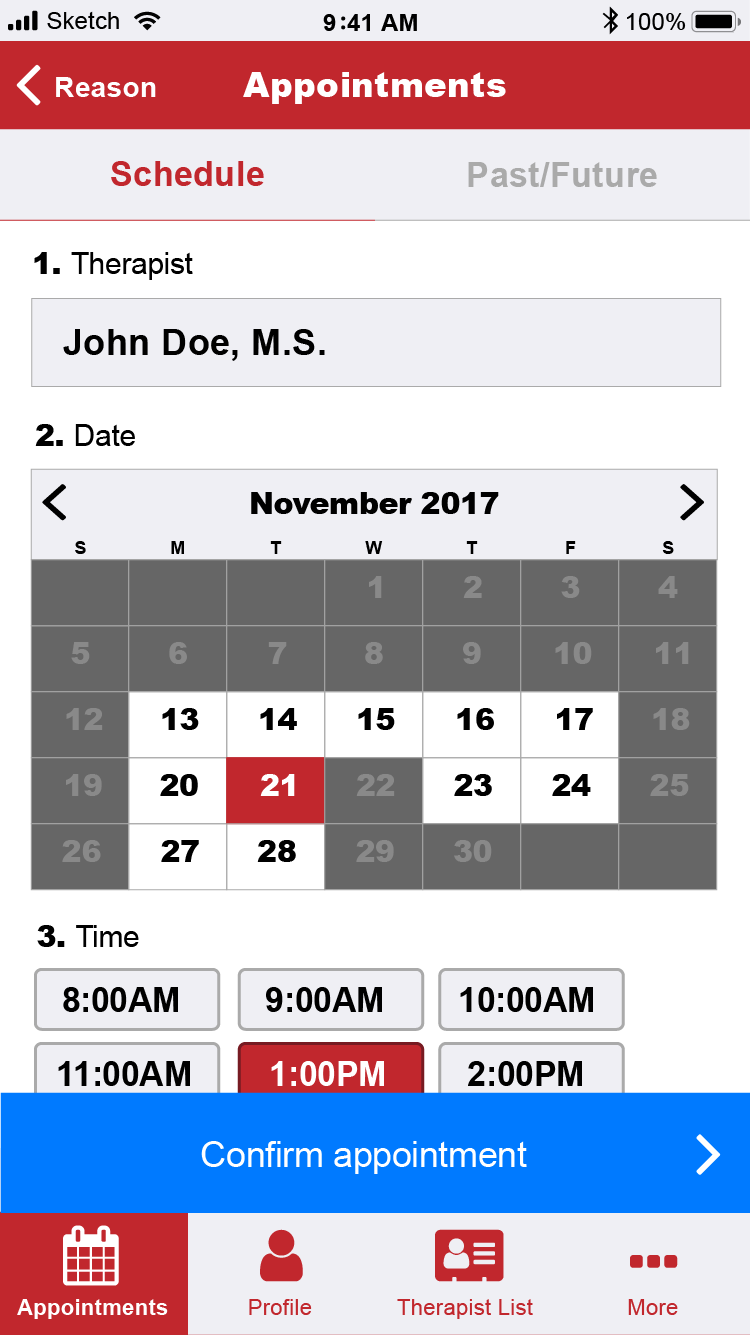 Sketch 9:41 AM 100%
Reason Appointments
Schedule Past/Future
1. Therapist
John Doe, M.S.
2. Date
November 2017
S M T W T F S
1 2 3 4
5 6 7 8 9 10 11
12 13 14 15 16 17 18
19 20 21 22 23 24 25
26 27 28 29 30
3. Time
8:00AM 9:00AM 10:00AM
11:00AM 1:00PM 2:00PM
Confirm appointment
Appointments Profile Therapist List More